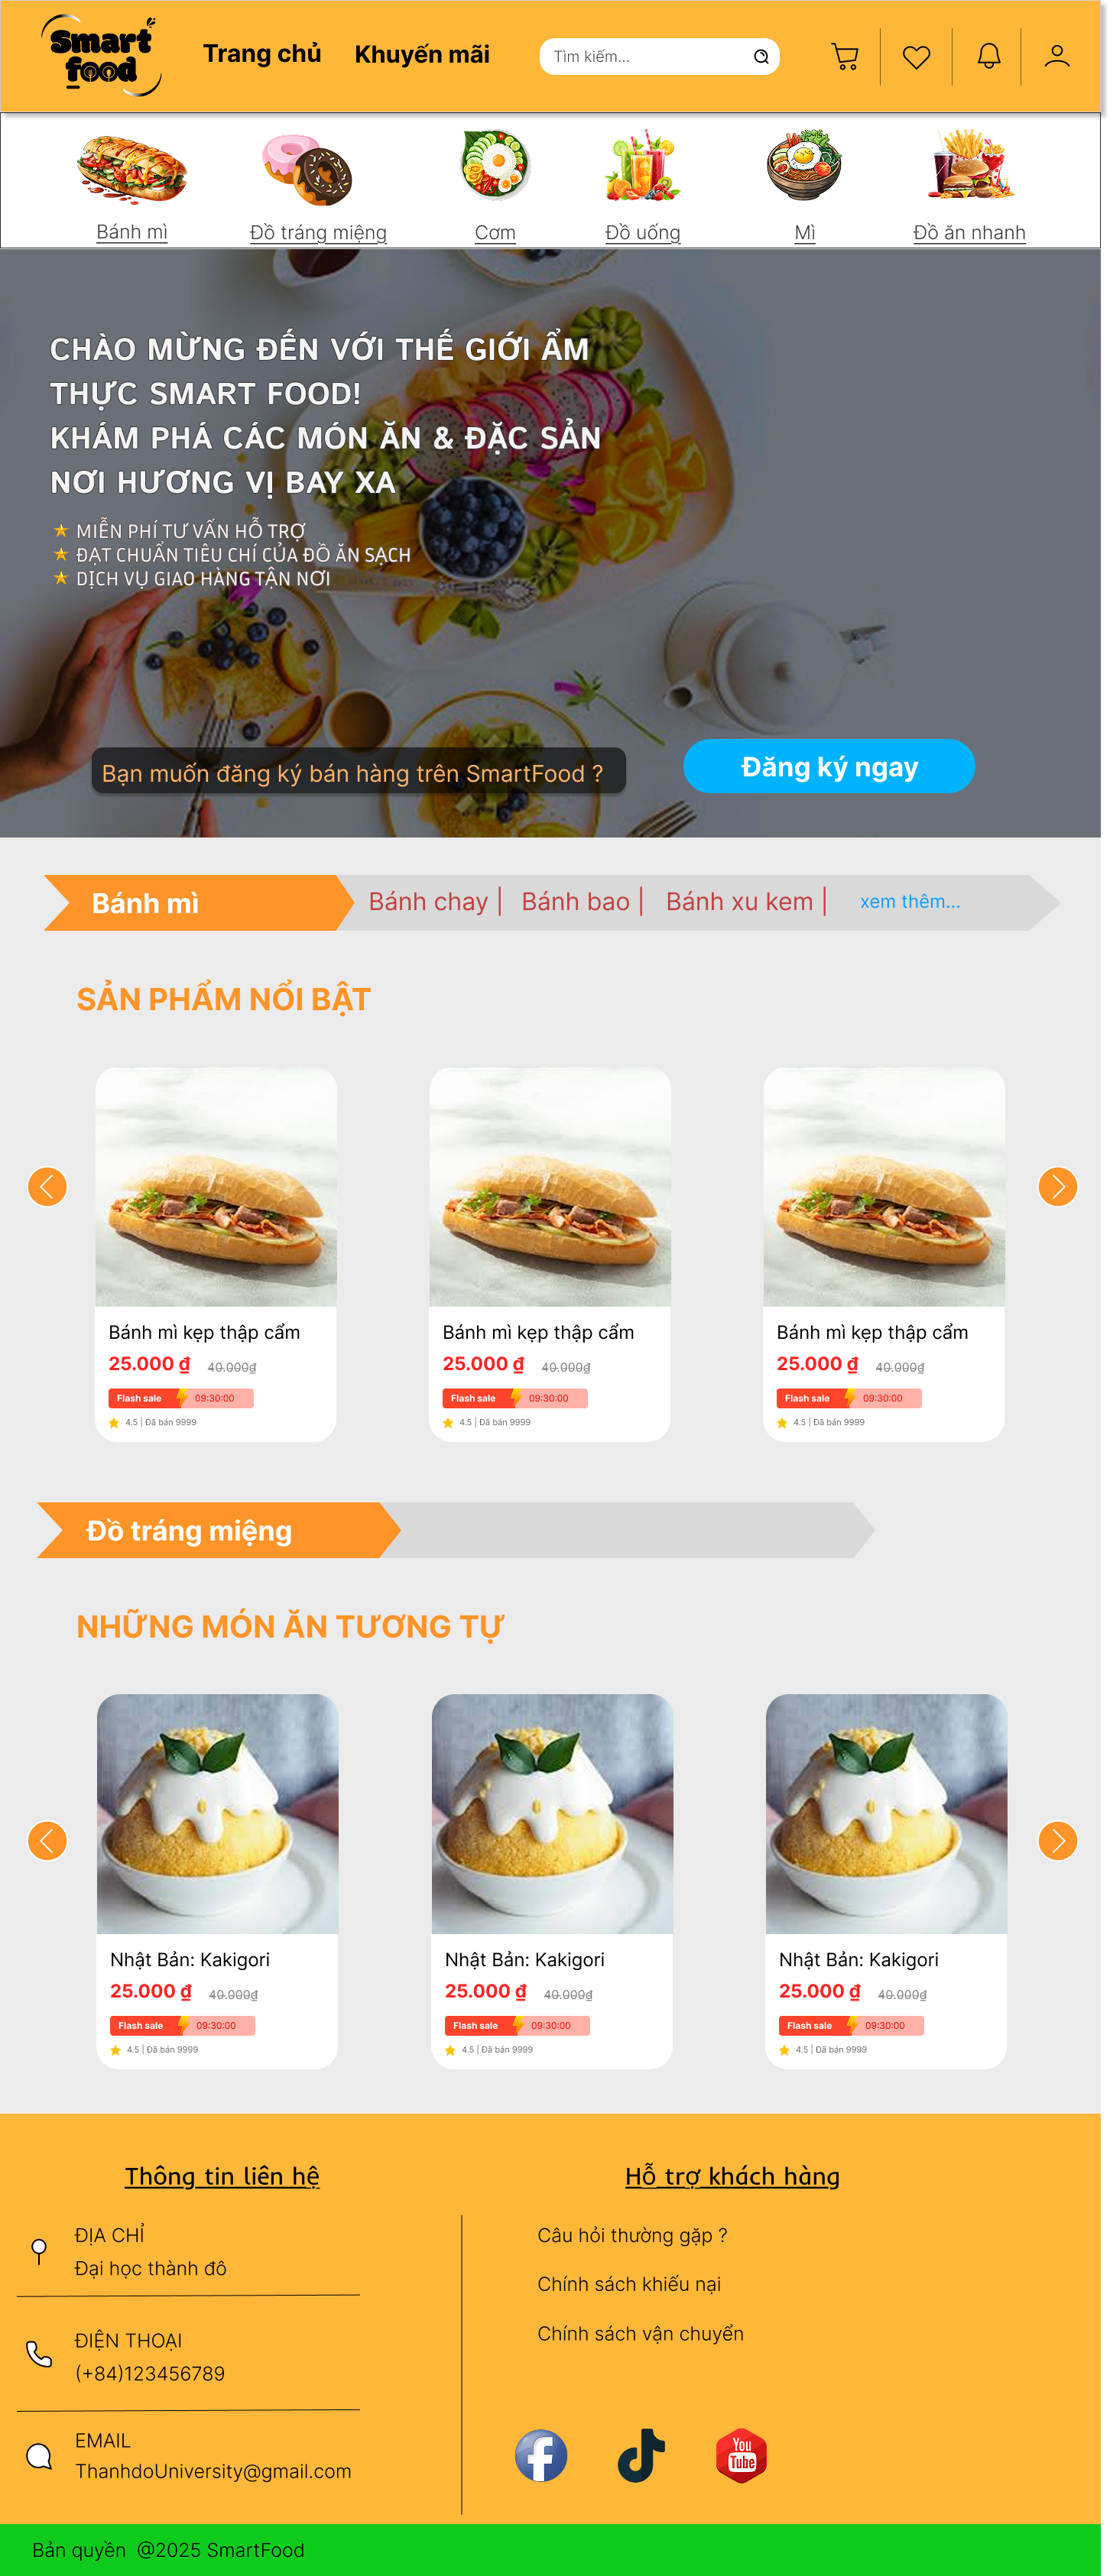 Smart
food
Trang chủ
Khuyến mãi
Tìm kiếm...
Bánh mì
Đồ tráng miệng
Cơm
Đồ uống
Mì
Đồ ăn nhanh
CHÀO MỪNG ĐẾN VỚI THẾ GIỚI ẨM
THỰC SMART FOOD!
KHÁM PHÁ CÁC MÓN ĂN & ĐẶC SẢN
NƠI HƯƠNG VỊ BAY XA
MIỄN PHÍ TƯ VẤN HỖ TRỢ
ĐẠT CHUẨN TIÊU CHÍ CỦA ĐỒ ĂN SẠCH
DỊCH VỤ GIAO HÀNG TẬN NƠI
Bạn muốn đăng ký bán hàng trên SmartFood ?
Đăng ký ngay
Bánh mì
Bánh chay |
Bánh bao |
Bánh xu kem |
xem thêm...
SẢN PHẨM NỔI BẬT
Bánh mì kẹp thập cẩm
25.000 ₫ 40.000₫
Flash sale 09:30:00
4.5 | Đã bán 9999
Bánh mì kẹp thập cẩm
25.000 ₫ 40.000₫
Flash sale 09:30:00
4.5 | Đã bán 9999
Bánh mì kẹp thập cẩm
25.000 ₫ 40.000₫
Flash sale 09:30:00
4.5 | Đã bán 9999
Đồ tráng miệng
NHỮNG MÓN ĂN TƯƠNG TỰ
Nhật Bản: Kakigori
25.000 ₫ 40.000₫
Flash sale 09:30:00
4.5 | Đã bán 9999
Nhật Bản: Kakigori
25.000 ₫ 40.000₫
Flash sale 09:30:00
4.5 | Đã bán 9999
Nhật Bản: Kakigori
25.000 ₫ 40.000₫
Flash sale 09:30:00
4.5 | Đã bán 9999
Thông tin liên hệ
ĐỊA CHỈ
Đại học thành đô
ĐIỆN THOẠI
(+84)123456789
EMAIL
ThanhdoUniversity@gmail.com
Hỗ trợ khách hàng
Câu hỏi thường gặp ?
Chính sách khiếu nại
Chính sách vận chuyển
You
Tube
Bản quyền @2025 SmartFood